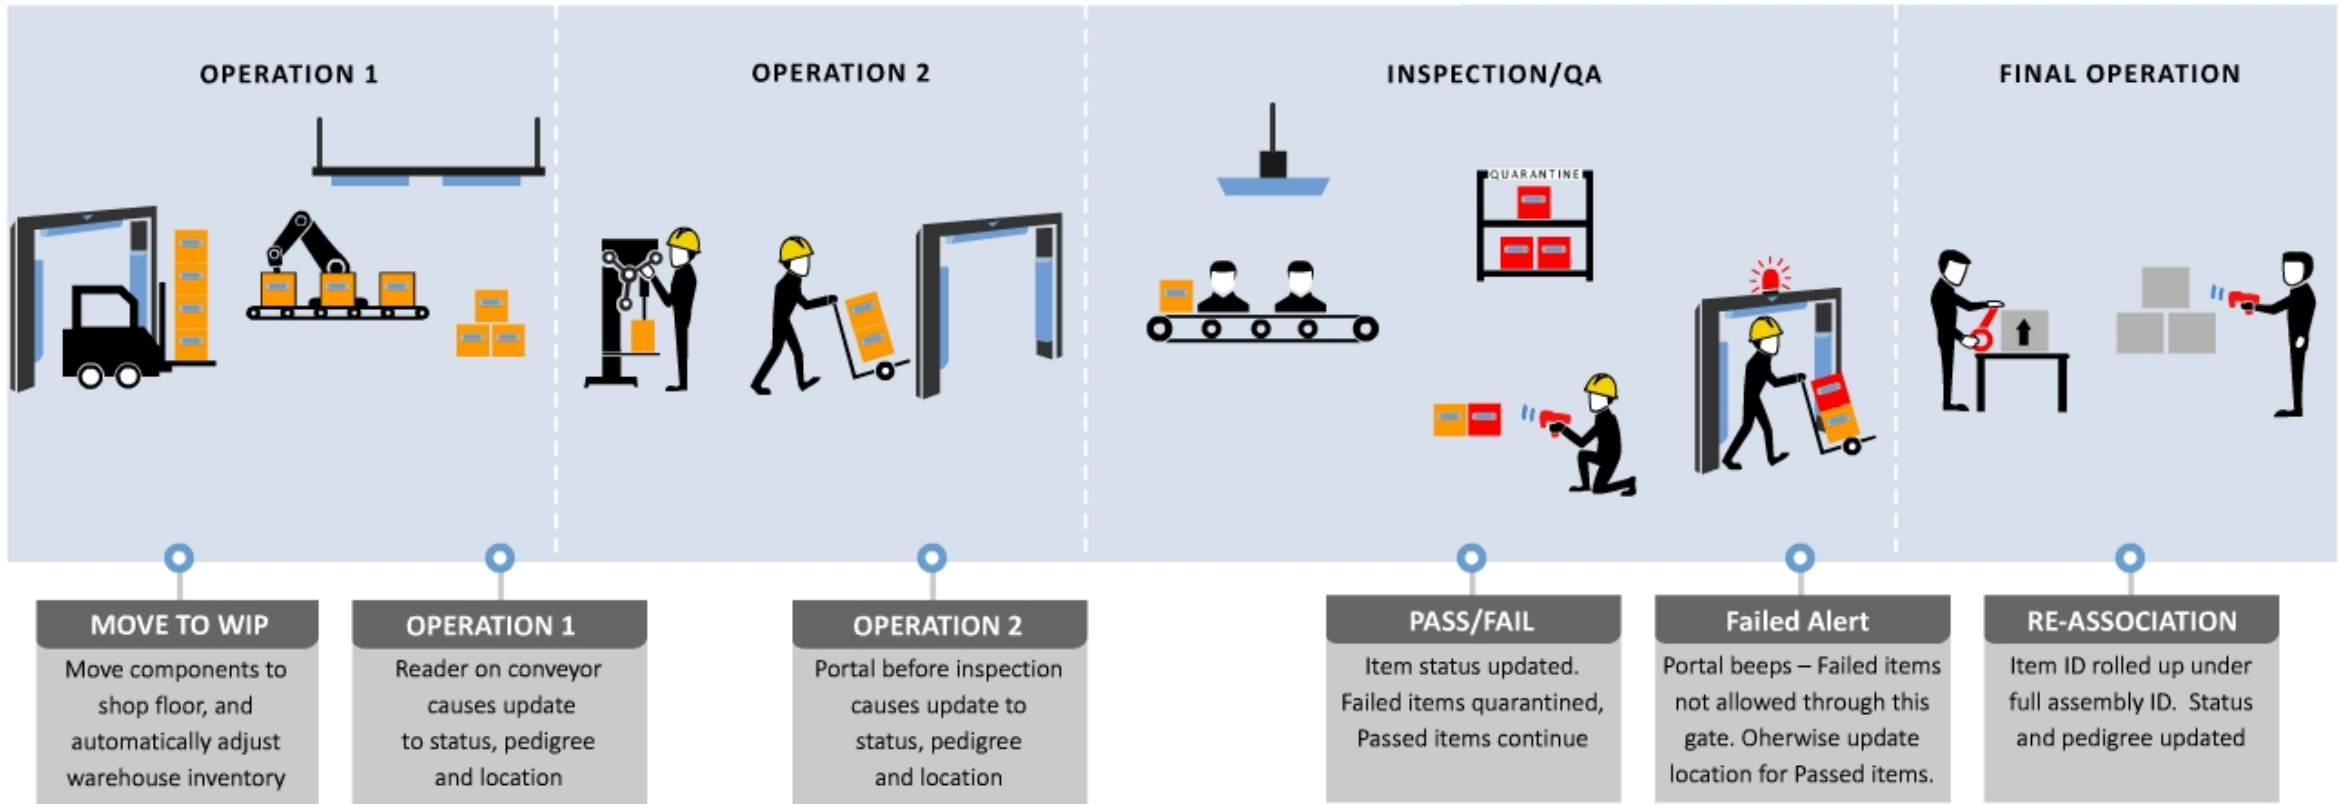 OPERATION 1
OPERATION 2
INSPECTION/QA
FINAL OPERATION
QUARANTINE
MOVE TO WIP
Move components to
shop floor, and
automatically adjust
warehouse inventory
OPERATION 1
Reader on conveyor
causes update
to status, pedigree
and location
OPERATION 2
Portal before inspection
causes update to
status, pedigree
and location
PASS/FAIL
Item status updated.
Failed items quarantined,
Passed items continue
Failed Alert
Portal beeps – Failed items
not allowed through this
gate. Oherwise update
location for Passed items.
RE-ASSOCIATION
Item ID rolled up under
full assembly ID.  Status
and pedigree updated